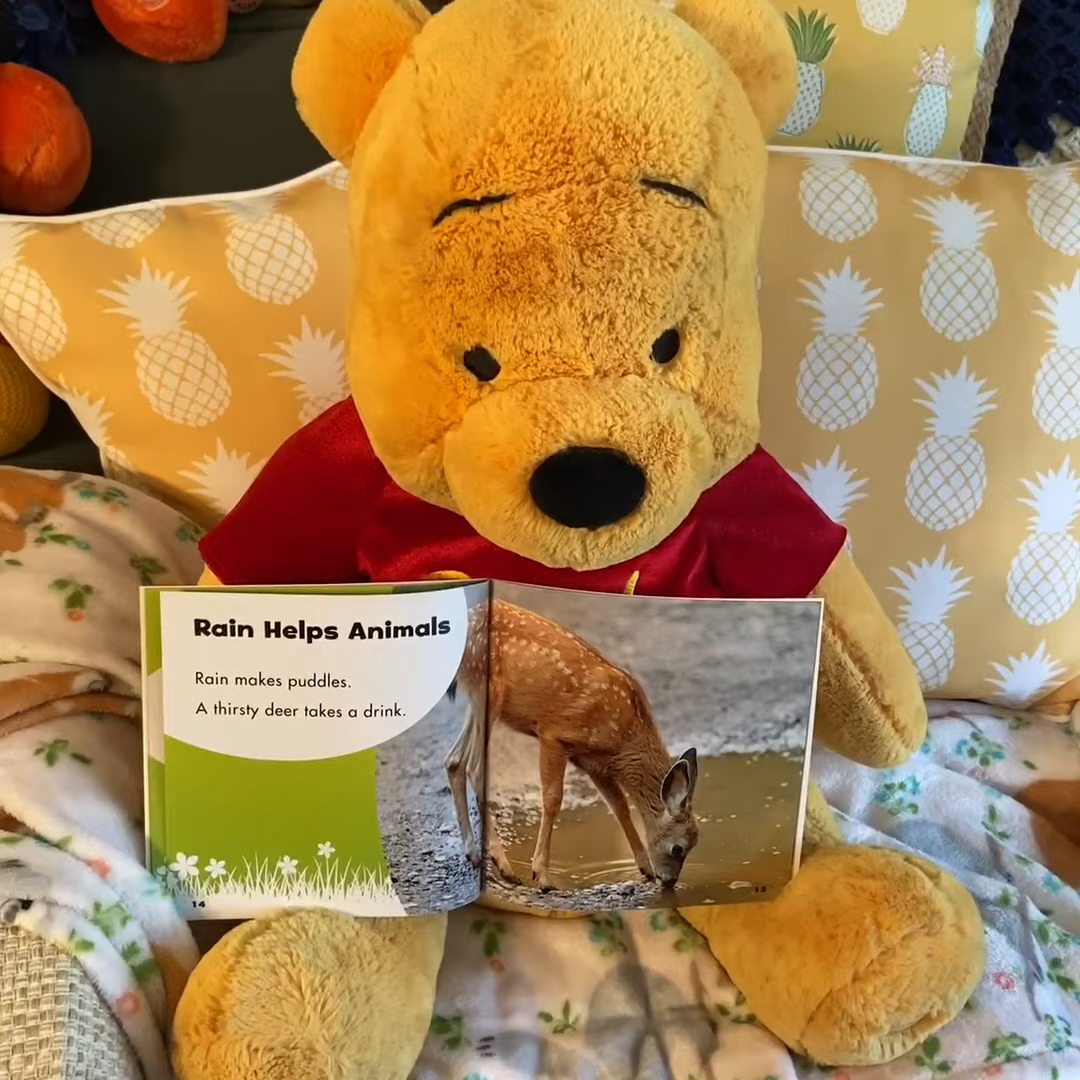 Rain Helps Animals
Rain makes puddles.
A thirsty deer takes a drink.
14
15